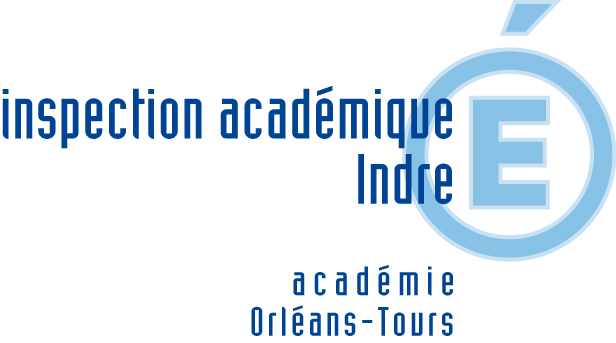 inspection académique
Indre
É
académie
Orléans-Tours